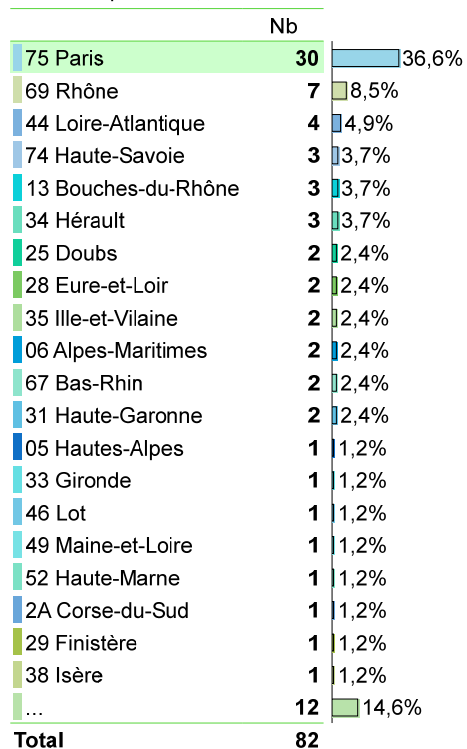 Nb
75 Paris 30 36,6%
69 Rhône 7 8,5%
44 Loire-Atlantique 4 4,9%
74 Haute-Savoie 3 3,7%
13 Bouches-du-Rhône 3 3,7%
34 Hérault 3 3,7%
25 Doubs 2 2,4%
28 Eure-et-Loir 2 2,4%
35 Ille-et-Vilaine 2 2,4%
06 Alpes-Maritimes 2 2,4%
67 Bas-Rhin 2 2,4%
31 Haute-Garonne 2 2,4%
05 Hautes-Alpes 1 1,2%
33 Gironde 1 1,2%
46 Lot 1 1,2%
49 Maine-et-Loire 1 1,2%
52 Haute-Marne 1 1,2%
2A Corse-du-Sud 1 1,2%
29 Finistère 1 1,2%
38 Isère 1 1,2%
... 12 14,6%
Total 82